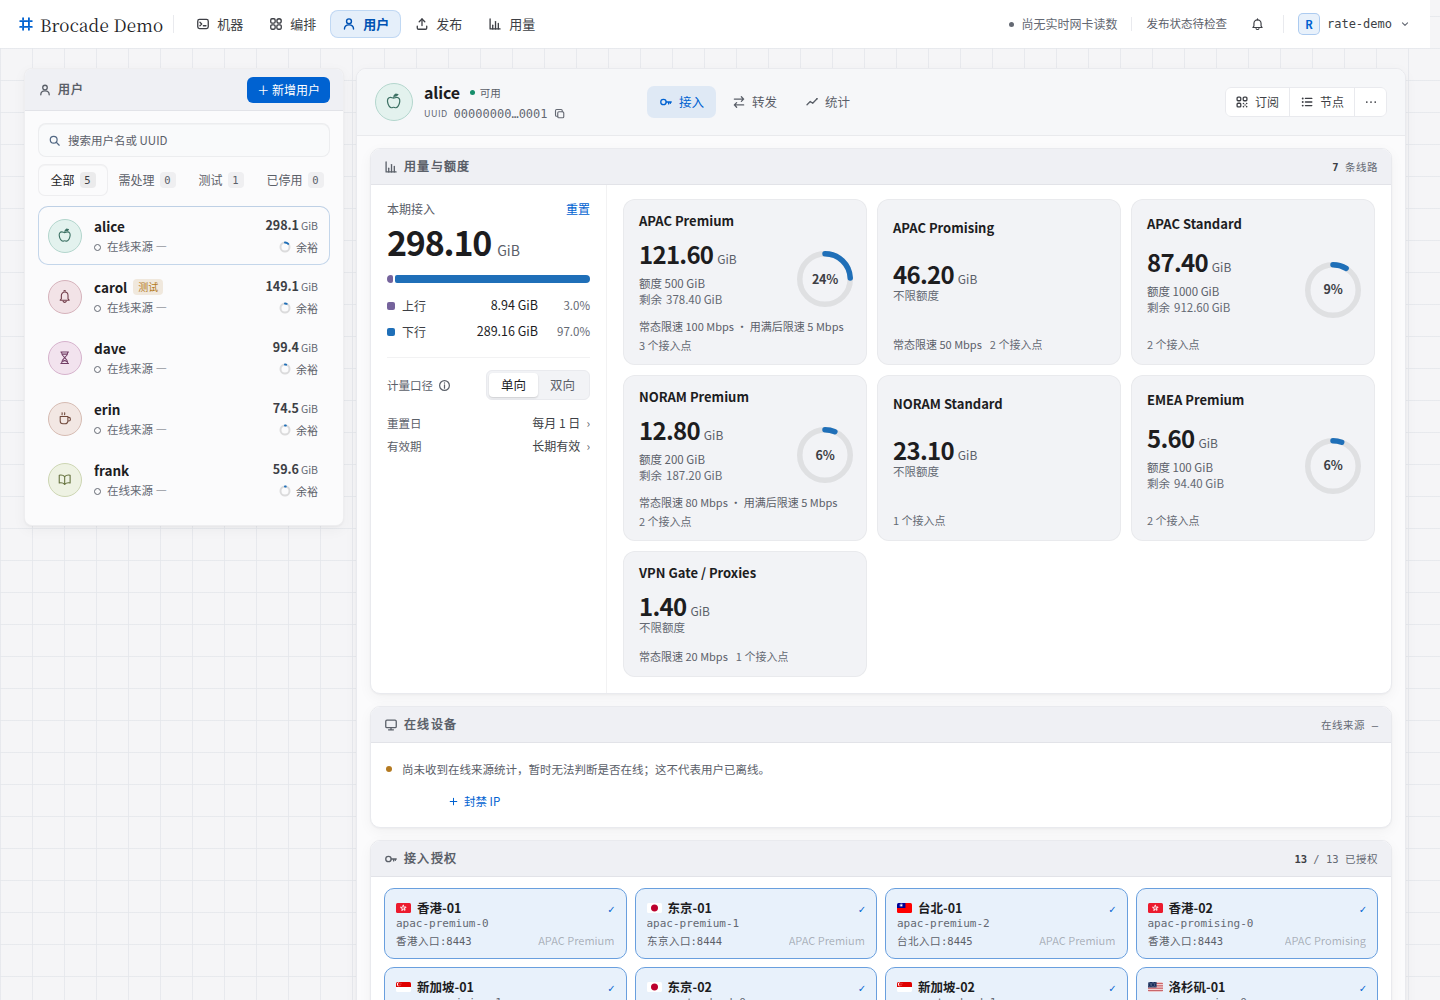 Brocade Demo
机器
编排
用户
发布
用量
尚无实时网卡读数
发布状态待检查
R
rate-demo
用户
新增用户
搜索用户名或 UUID
全部 5
需处理 0
测试 1
已停用 0
alice
298.1 GiB
在线来源 —
余裕
carol 测试
149.1 GiB
在线来源 —
余裕
dave
99.4 GiB
在线来源 —
余裕
erin
74.5 GiB
在线来源 —
余裕
frank
59.6 GiB
在线来源 —
余裕
alice
可用
UUID 00000000…0001
接入
转发
统计
订阅
节点
···
用量与额度
7 条线路
本期接入
重置
298.10 GiB
上行 8.94 GiB 3.0%
下行 289.16 GiB 97.0%
计量口径
单向
双向
重置日
每月 1 日 ›
有效期
长期有效 ›
APAC Premium
121.60 GiB
额度 500 GiB
剩余 378.40 GiB
24%
常态限速 100 Mbps · 用满后限速 5 Mbps
3 个接入点
APAC Promising
46.20 GiB
不限额度
常态限速 50 Mbps 2 个接入点
APAC Standard
87.40 GiB
额度 1000 GiB
剩余 912.60 GiB
9%
2 个接入点
NORAM Premium
12.80 GiB
额度 200 GiB
剩余 187.20 GiB
6%
常态限速 80 Mbps · 用满后限速 5 Mbps
2 个接入点
NORAM Standard
23.10 GiB
不限额度
1 个接入点
EMEA Premium
5.60 GiB
额度 100 GiB
剩余 94.40 GiB
6%
2 个接入点
VPN Gate / Proxies
1.40 GiB
不限额度
常态限速 20 Mbps 1 个接入点
在线设备
在线来源 —
尚未收到在线来源统计，暂时无法判断是否在线；这不代表用户已离线。
封禁 IP
接入授权
13 / 13 已授权
香港-01 ✓
apac-premium-0
香港入口:8443 APAC Premium
东京-01 ✓
apac-premium-1
东京入口:8444 APAC Premium
台北-01 ✓
apac-premium-2
台北入口:8445 APAC Premium
香港-02 ✓
apac-promising-0
香港入口:8443 APAC Promising
新加坡-01 ✓
东京-02 ✓
新加坡-02 ✓
洛杉矶-01 ✓